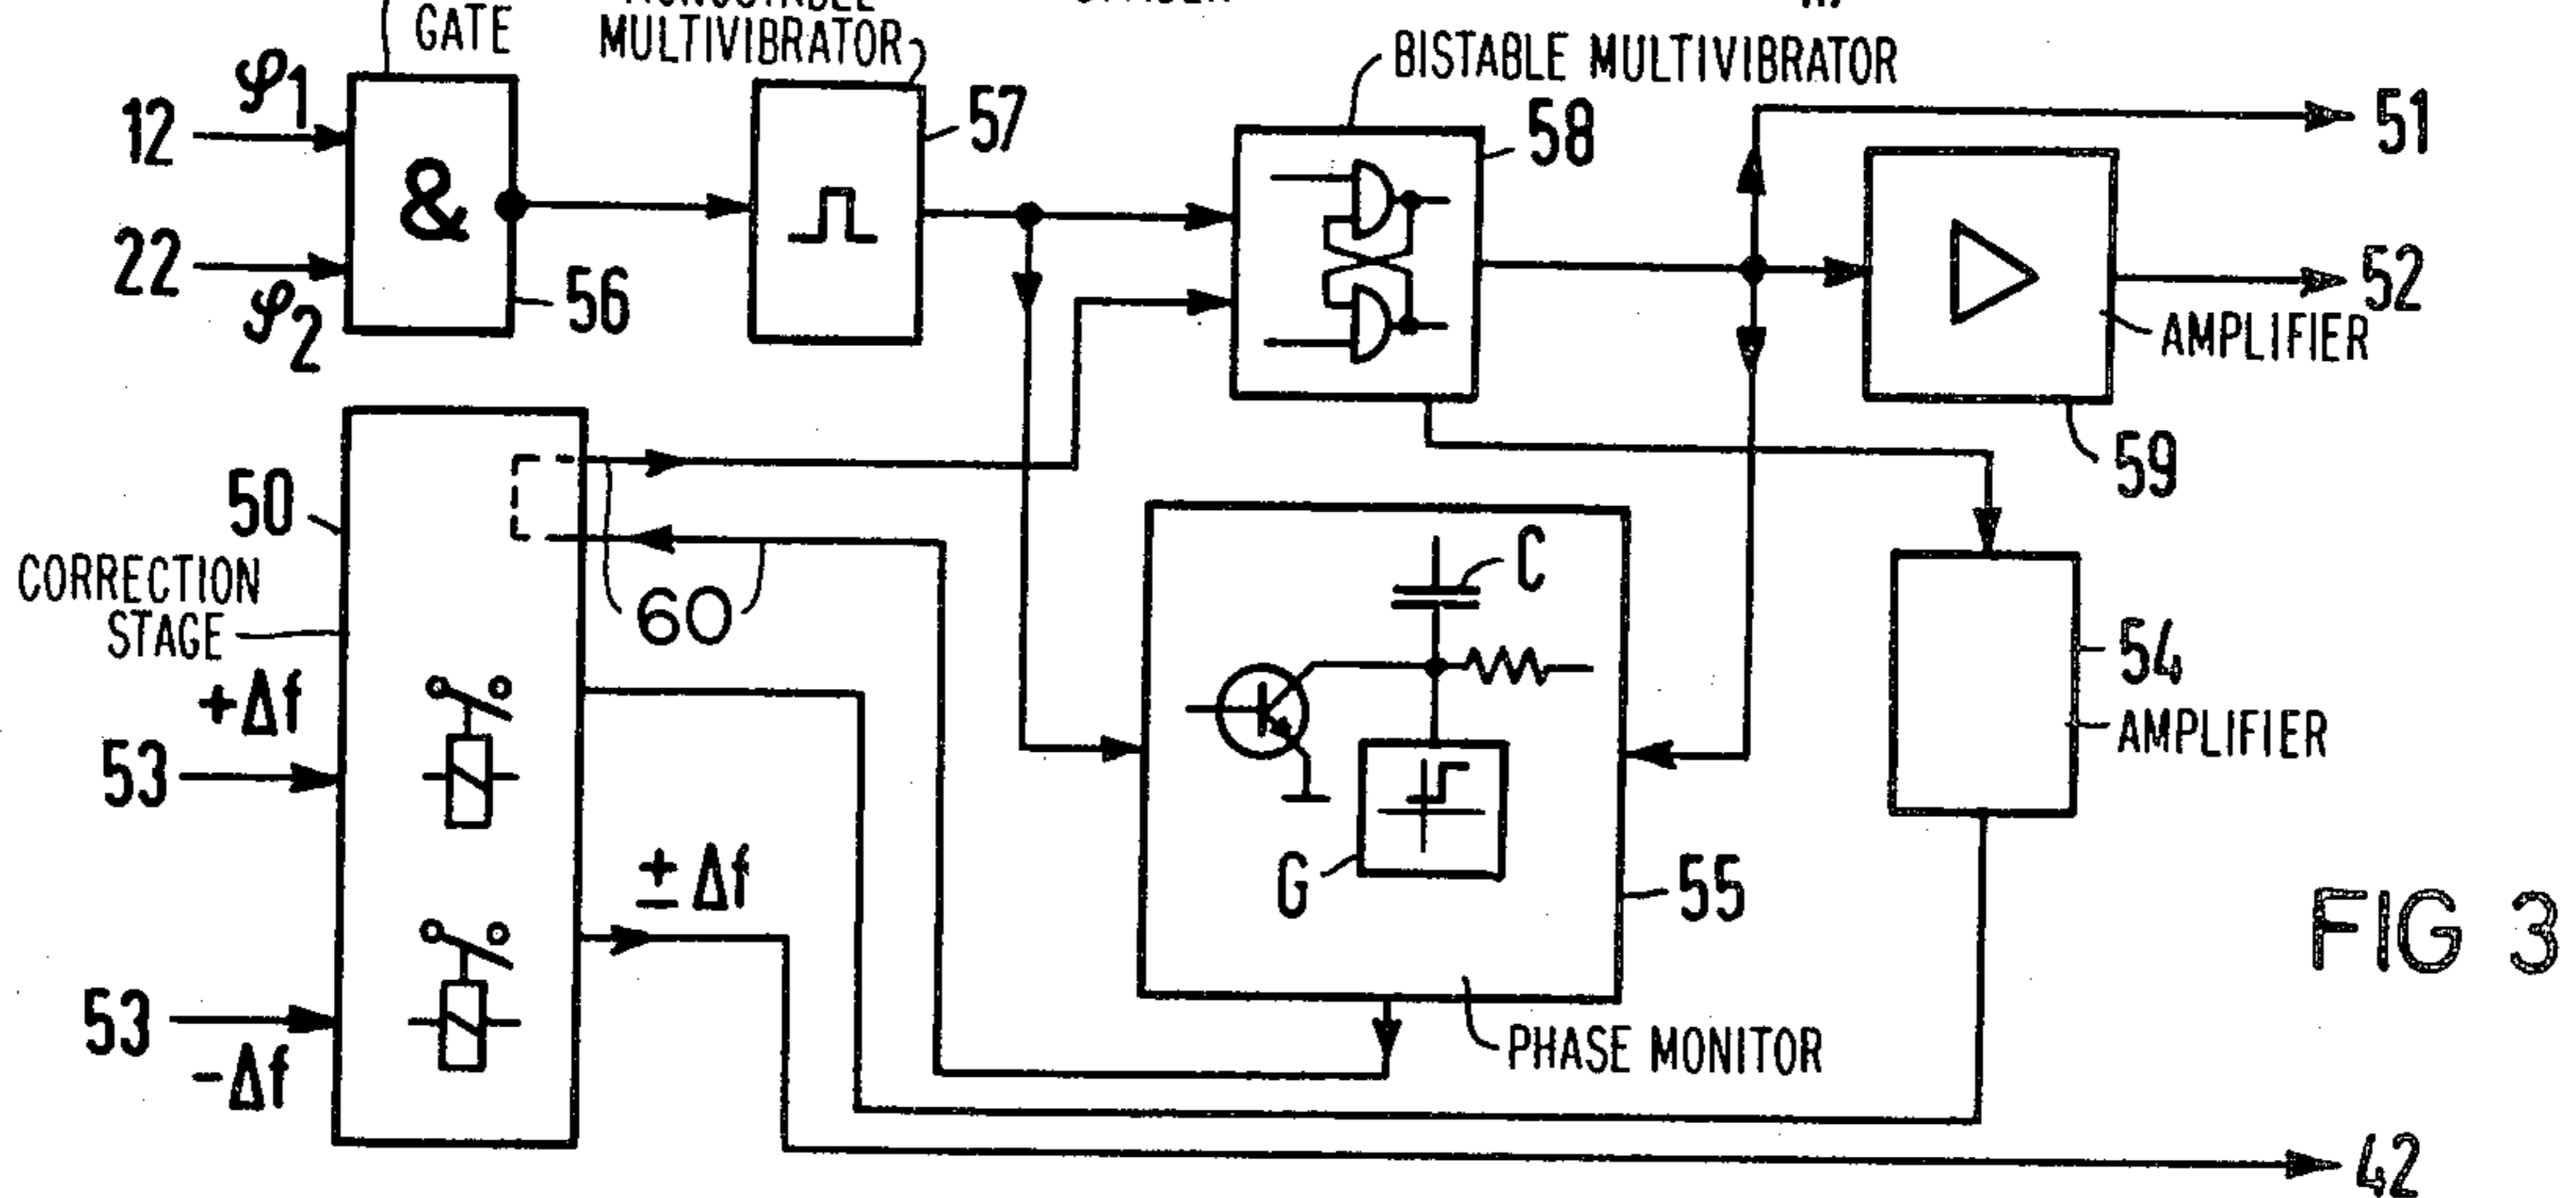 GATE
MONOSTABLE
MULTIVIBRATOR
BISTABLE MULTIVIBRATOR
φ1
12
57
58
51
&
22
φ2
56
52
AMPLIFIER
59
50
CORRECTION
STAGE
60
C
54
AMPLIFIER
+Δf
53
± Δf
G
55
FIG 3
53
-Δf
PHASE MONITOR
42